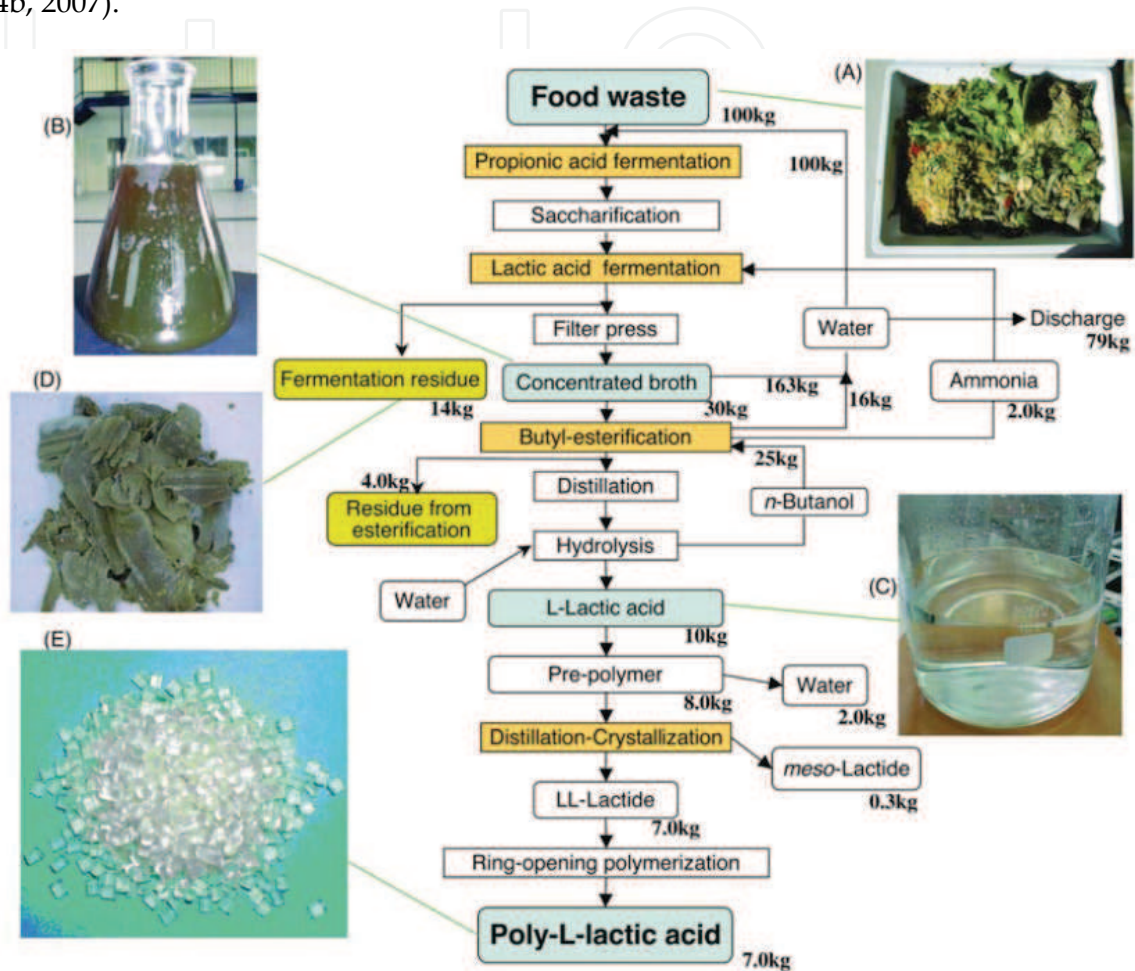 4b, 2007).
(A)
Food waste
100kg
(B)
Propionic acid fermentation
100kg
Saccharification
Lactic acid fermentation
Filter press
Water
Discharge
79kg
(D)
Fermentation residue
14kg
Concentrated broth
30kg
163kg
16kg
Ammonia
2.0kg
Butyl-esterification
25kg
4.0kg
Distillation
n-Butanol
Residue from
esterification
Hydrolysis
Water
(C)
L-Lactic acid
10kg
(E)
Pre-polymer
8.0kg
Water
2.0kg
Distillation-Crystallization
meso-Lactide
0.3kg
LL-Lactide
7.0kg
Ring-opening polymerization
Poly-L-lactic acid
7.0kg